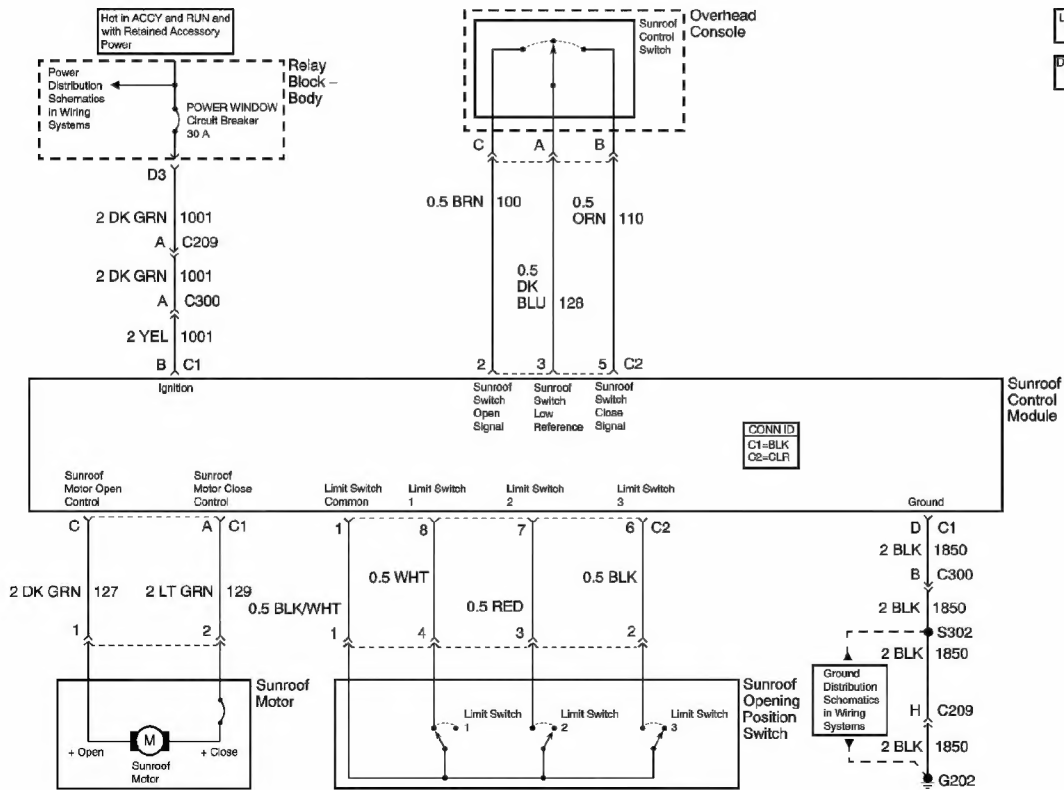 Hot in ACCY and RUN and
with Retained Accessory
Power
Overhead
Console
Sunroof
Control
Switch
L
D
Relay
Block –
Body
Power
Distribution
Schematics
in Wiring
Systems
POWER WINDOW
Circuit Breaker
30 A
C
A
B
D3
0.5 BRN 100
0.5
ORN 110
2 DK GRN 1001
A C209
2 DK GRN 1001
0.5
DK
BLU 128
A C300
2 YEL 1001
B C1
2
3
5 C2
Ignition
Sunroof
Switch
Open
Signal
Sunroof
Switch
Low
Reference
Sunroof
Switch
Close
Signal
Sunroof
Control
Module
CONN ID
C1=BLK
C2=CLR
Sunroof
Motor Open
Control
Sunroof
Motor Close
Control
Limit Switch
Common
Limit Switch
1
Limit Switch
2
Limit Switch
3
Ground
C
A C1
1
8
7
6 C2
D C1
2 BLK 1850
B C300
2 DK GRN 127
2 LT GRN 129
0.5 BLK/WHT
0.5 WHT
0.5 RED
0.5 BLK
2 BLK 1850
1
2
1
4
3
2
S302
2 BLK 1850
Sunroof
Motor
M
+ Open
+ Close
Sunroof
Motor
Limit Switch
1
Limit Switch
2
Limit Switch
3
Sunroof
Opening
Position
Switch
Ground
Distribution
Schematics
in Wiring
Systems
H C209
2 BLK 1850
G202